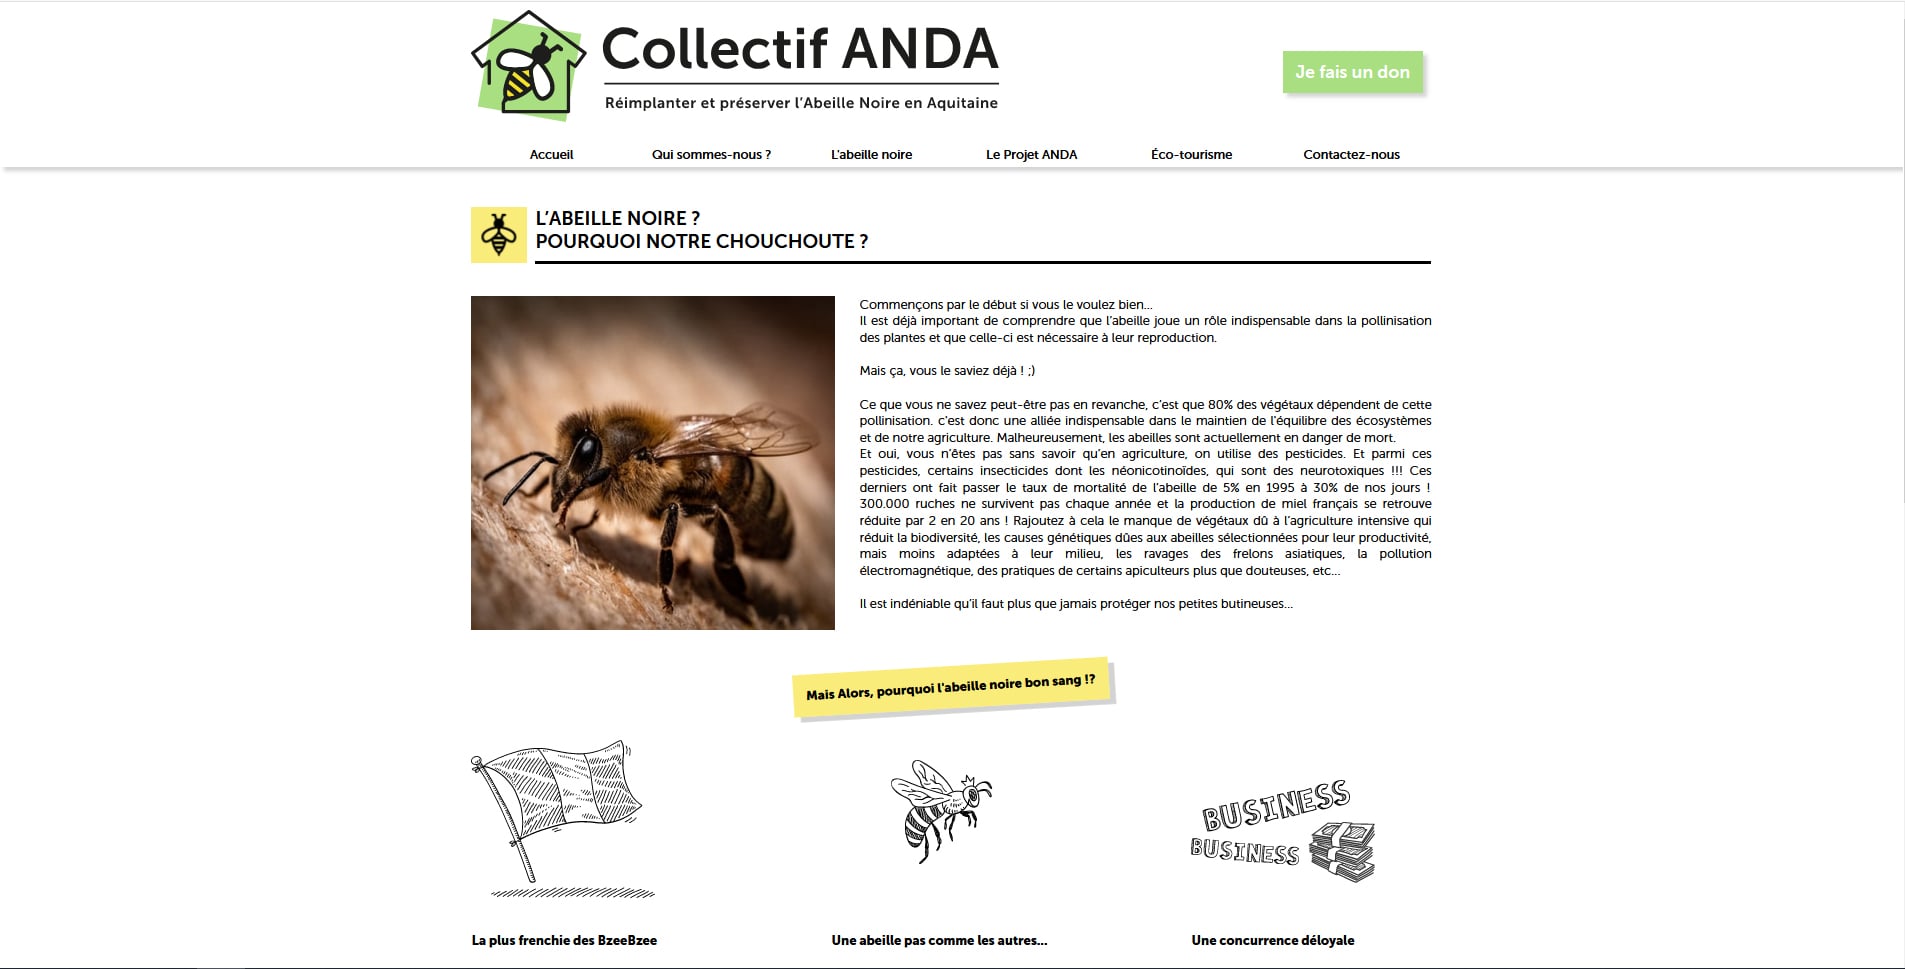 Collectif ANDA
Réimplanter et préserver l’Abeille Noire en Aquitaine
Je fais un don
Accueil
Qui sommes-nous ?
L’abeille noire
Le Projet ANDA
Éco-tourisme
Contactez-nous
L’ABEILLE NOIRE ?
POURQUOI NOTRE CHOUCHOUTE ?
Commençons par le début si vous le voulez bien...
Il est déjà important de comprendre que l’abeille joue un rôle indispensable dans la pollinisation
des plantes et que celle-ci est nécessaire à leur reproduction.
Mais ça, vous le saviez déjà ! ;)
Ce que vous ne savez peut-être pas en revanche, c’est que 80% des végétaux dépendent de cette
pollinisation. c’est donc une alliée indispensable dans le maintien de l’équilibre des écosystèmes
et de notre agriculture. Malheureusement, les abeilles sont actuellement en danger de mort.
Et oui, vous n’êtes pas sans savoir qu’en agriculture, on utilise des pesticides. Et parmi ces
pesticides, certains insecticides dont les néonicotinoïdes, qui sont des neurotoxiques !!! Ces
derniers ont fait passer le taux de mortalité de l’abeille de 5% en 1995 à 30% de nos jours !
300.000 ruches ne survivent pas chaque année et la production de miel français se retrouve
réduite par 2 en 20 ans ! Rajoutez à cela le manque de végétaux dû à l’agriculture intensive qui
réduit la biodiversité, les causes génétiques dûes aux abeilles sélectionnées pour leur productivité,
mais moins adaptées à leur milieu, les ravages des frelons asiatiques, la pollution
électromagnétique, des pratiques de certains apiculteurs plus que douteuses, etc...
Il est indéniable qu’il faut plus que jamais protéger nos petites butineuses...
Mais Alors, pourquoi l'abeille noire bon sang !?
BUSINESS
BUSINESS
La plus frenchie des BzeeBzee
Une abeille pas comme les autres...
Une concurrence déloyale